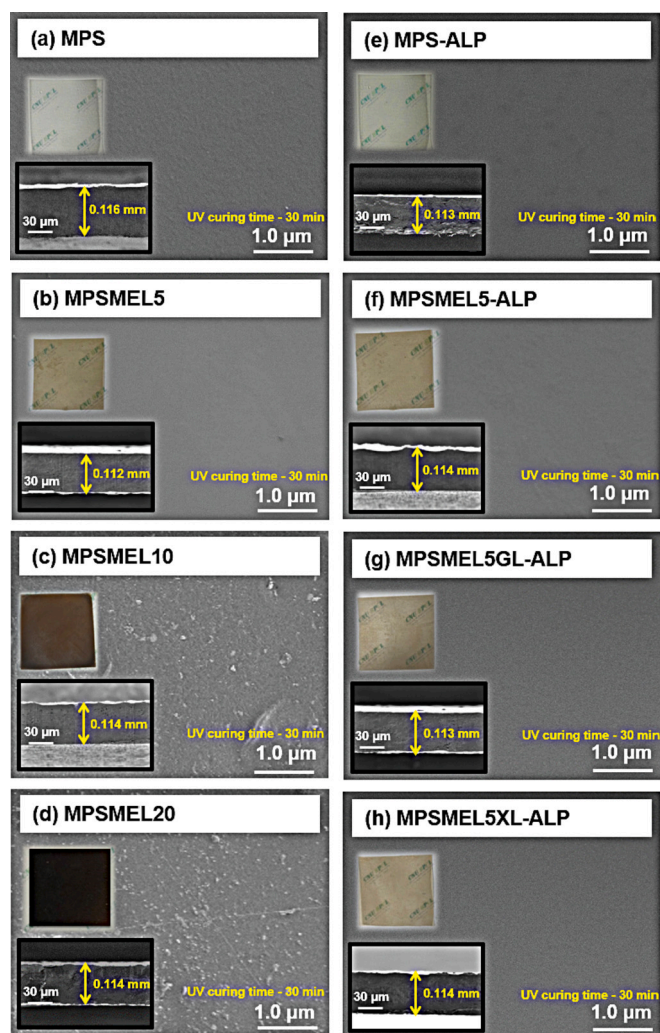 (a) MPS
0.116 mm
30 µm
UV curing time - 30 min
1.0 µm
(e) MPS-ALP
0.113 mm
30 µm
UV curing time - 30 min
1.0 µm
(b) MPSMEL5
0.112 mm
30 µm
UV curing time - 30 min
1.0 µm
(f) MPSMEL5-ALP
0.114 mm
30 µm
UV curing time - 30 min
1.0 µm
(c) MPSMEL10
0.114 mm
30 µm
UV curing time - 30 min
1.0 µm
(g) MPSMEL5GL-ALP
0.113 mm
30 µm
UV curing time - 30 min
1.0 µm
(d) MPSMEL20
0.114 mm
30 µm
UV curing time - 30 min
1.0 µm
(h) MPSMEL5XL-ALP
0.114 mm
30 µm
UV curing time - 30 min
1.0 µm